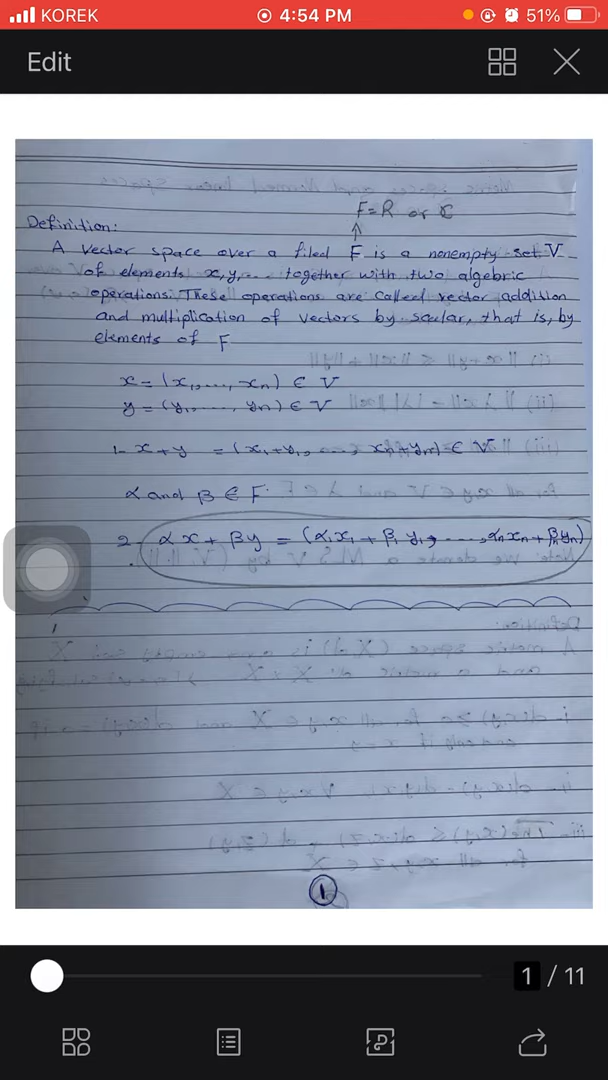 KOREK 4:54 PM 51%
Edit
F=R or ₵
↑
Definition:
A vector space over a filed F is a nonempty set V
of elements x,y,... together with two algebric
operations. These operations are called vector addition
and multiplication of vectors by scular, that is, by
elements of F
x = (x₁,...., xn) ∈ V
y = (y₁,...... yn) ∈ V
1- x+y = (x₁+y₁, ...., xn+yn) ∈ V
α and β ∈ F.
2- αx + βy = (α₁x₁ + β₁y₁, ....., αnxn + βnyn)
1
1 / 11